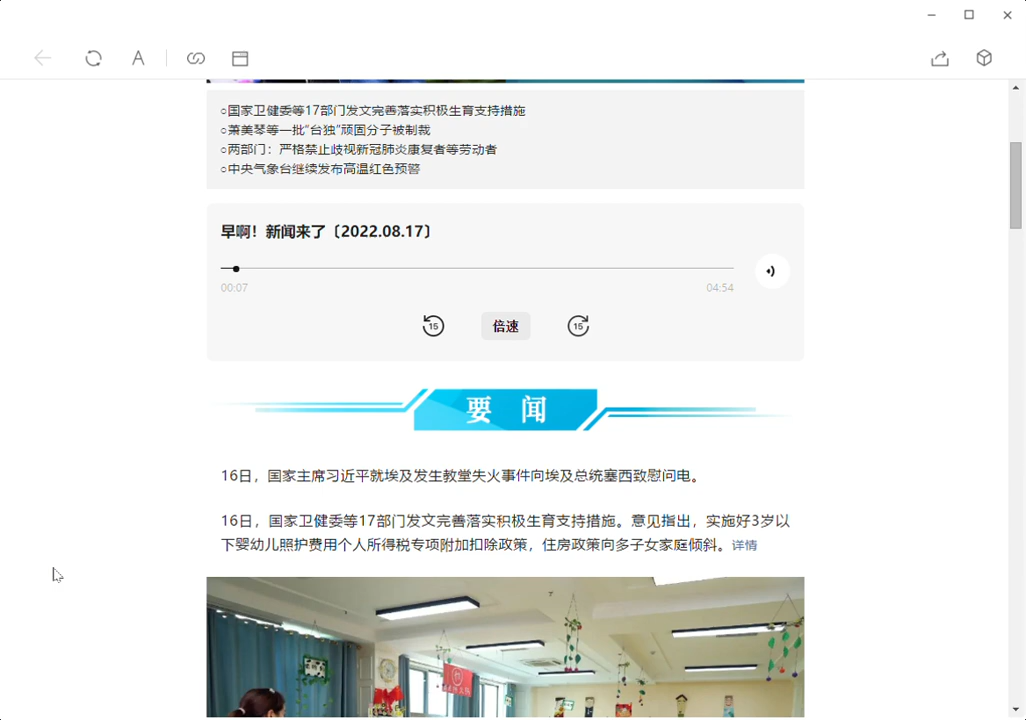 A
○国家卫健委等17部门发文完善落实积极生育支持措施
○萧美琴等一批“台独”顽固分子被制裁
○两部门：严格禁止歧视新冠肺炎康复者等劳动者
○中央气象台继续发布高温红色预警
早啊！新闻来了〔2022.08.17〕
00:07
04:54
15
倍速
15
要 闻
16日，国家主席习近平就埃及发生教堂失火事件向埃及总统塞西致慰问电。
16日，国家卫健委等17部门发文完善落实积极生育支持措施。意见指出，实施好3岁以
下婴幼儿照护费用个人所得税专项附加扣除政策，住房政策向多子女家庭倾斜。详情